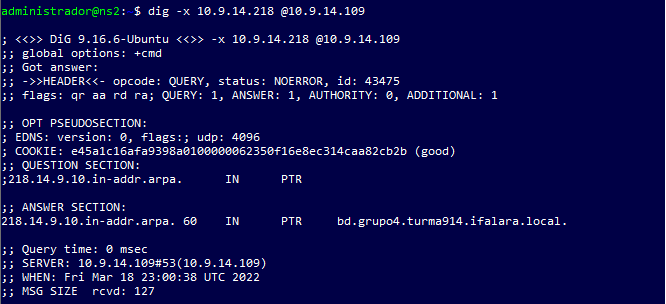 administrador@ns2:~$ dig -x 10.9.14.218 @10.9.14.109
; <<>> DiG 9.16.6-Ubuntu <<>> -x 10.9.14.218 @10.9.14.109
;; global options: +cmd
;; Got answer:
;; ->>HEADER<<- opcode: QUERY, status: NOERROR, id: 43475
;; flags: qr aa rd ra; QUERY: 1, ANSWER: 1, AUTHORITY: 0, ADDITIONAL: 1
;; OPT PSEUDOSECTION:
; EDNS: version: 0, flags:; udp: 4096
; COOKIE: e45a1c16afa9398a0100000062350f16e8ec314caa82cb2b (good)
;; QUESTION SECTION:
;218.14.9.10.in-addr.arpa. IN PTR
;; ANSWER SECTION:
218.14.9.10.in-addr.arpa. 60 IN PTR bd.grupo4.turma914.ifalara.local.
;; Query time: 0 msec
;; SERVER: 10.9.14.109#53(10.9.14.109)
;; WHEN: Fri Mar 18 23:00:38 UTC 2022
;; MSG SIZE rcvd: 127